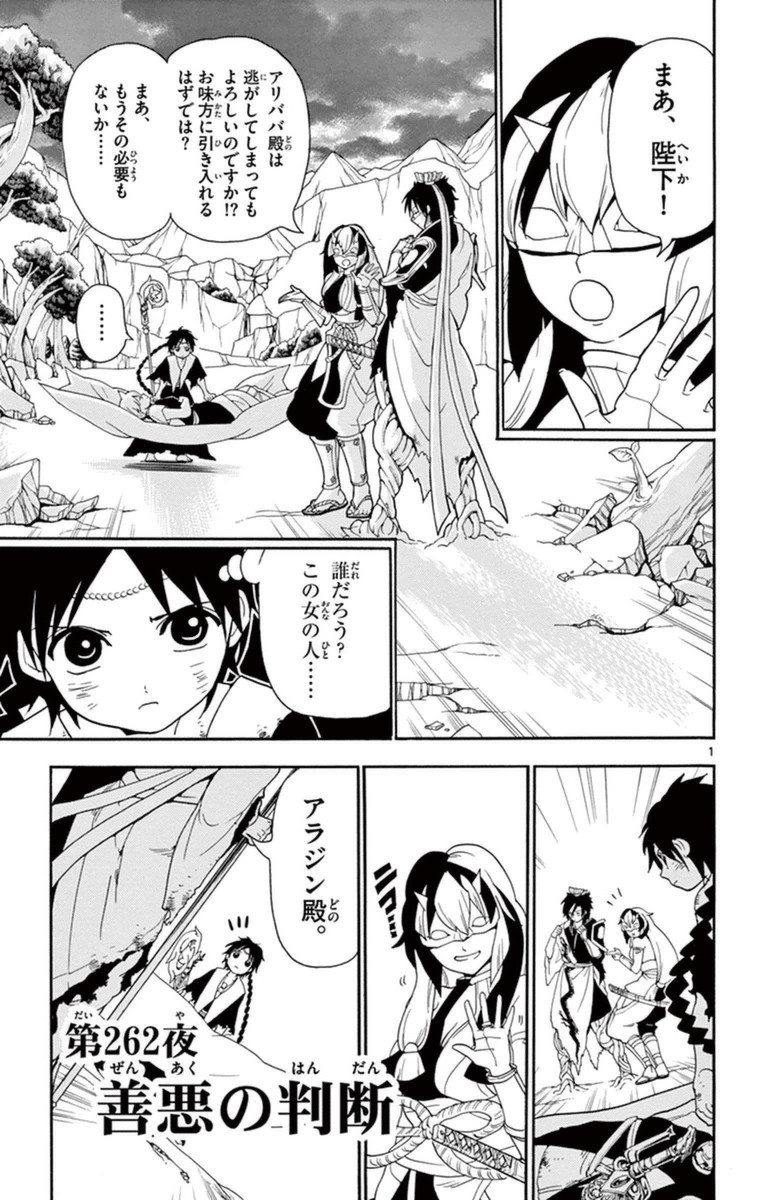 まあ、
陛下!
アリババ殿は
逃がしてしまっても
よろしいのですか!?
お味方に引き入れる
はずでは?
まあ、
もうその必要も
ないか……
……
誰だろう?
この女の人……
1
アラジン殿。
第262夜
善悪の判断